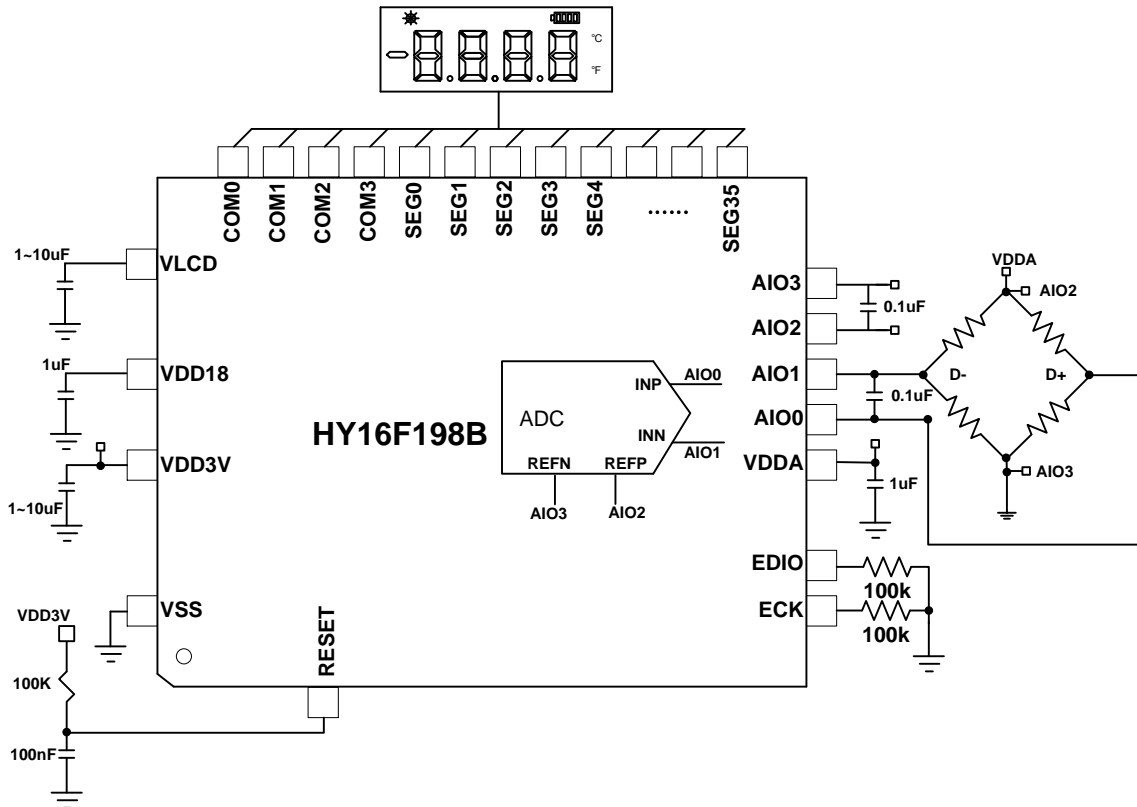 °C
°F
COM0
COM1
COM2
COM3
SEG0
SEG1
SEG2
SEG3
SEG4
......
SEG35
1~10uF
VLCD
1uF
VDD18
VDD3V
1~10uF
VSS
VDD3V
100K
100nF
RESET
HY16F198B
ADC
INP
AIO0
INN
AIO1
REFN
REFP
AIO3
AIO2
AIO3
0.1uF
AIO2
AIO1
0.1uF
AIO0
VDDA
1uF
EDIO
100k
ECK
100k
VDDA
AIO2
D-
D+
AIO3